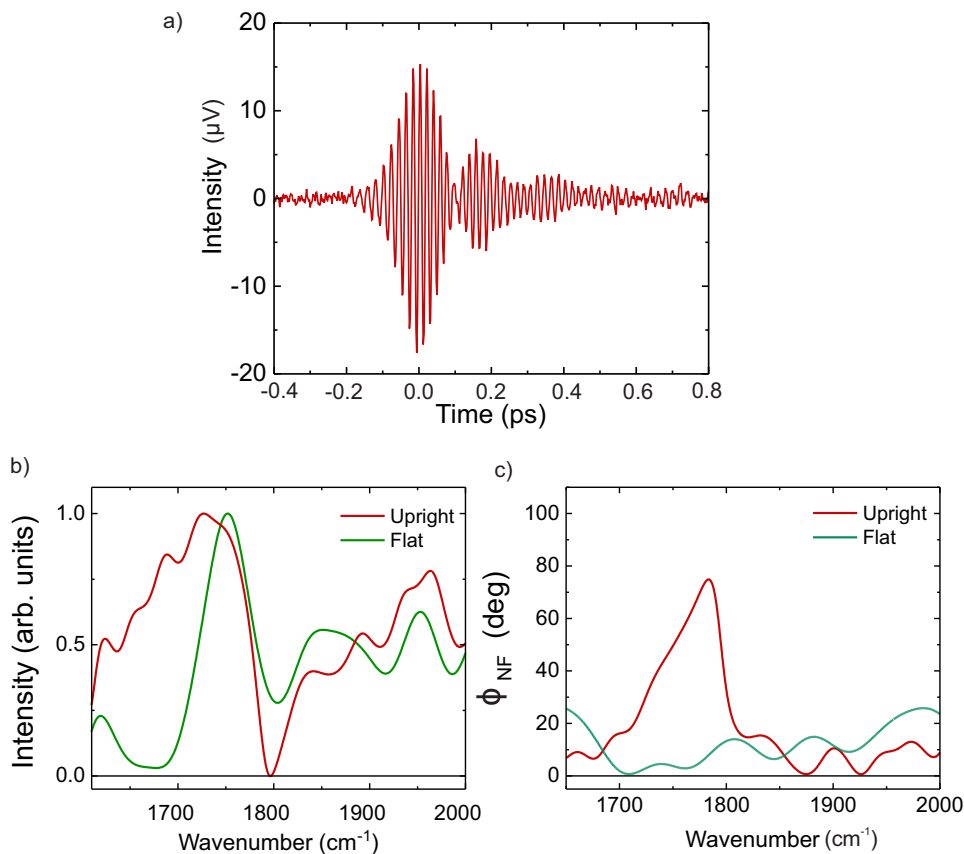 a)
Intensity (μV)
20
10
0
-10
-20
-0.4 -0.2 0.0 0.2 0.4 0.6 0.8
Time (ps)
b)
Intensity (arb. units)
1.0
0.5
0.0
Upright
Flat
1700 1800 1900 2000
Wavenumber (cm⁻¹)
c)
ϕ NF (deg)
100
80
60
40
20
0
Upright
Flat
1700 1800 1900 2000
Wavenumber (cm⁻¹)